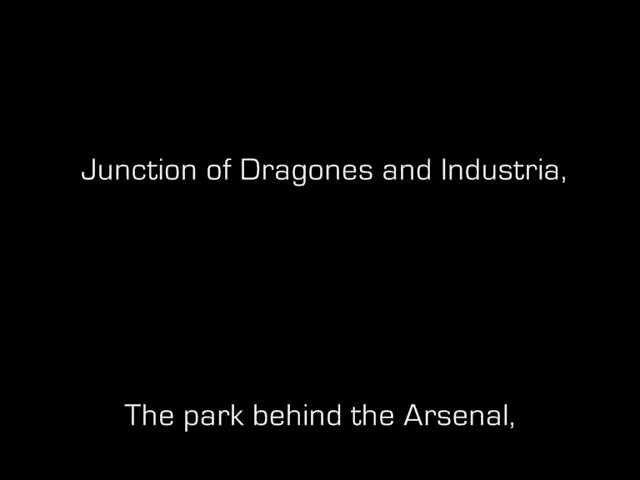 Junction of Dragones and Industria,
The park behind the Arsenal,